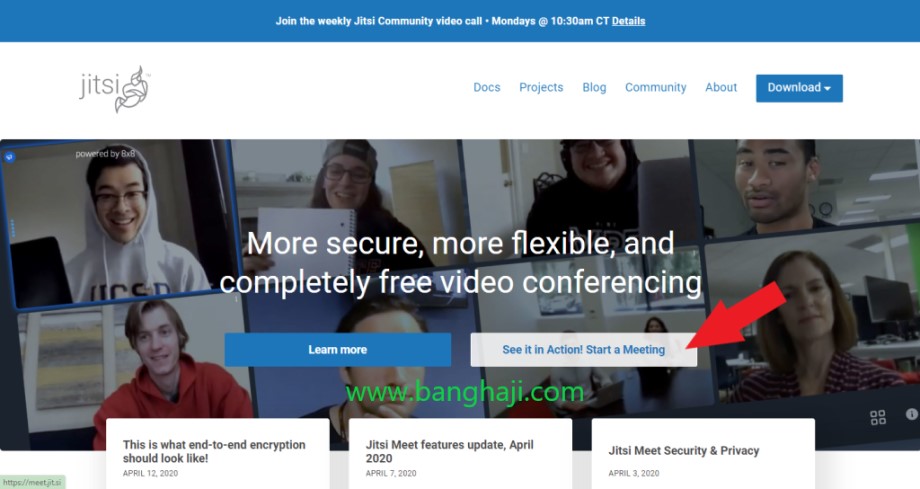 Join the weekly Jitsi Community video call • Mondays @ 10:30am CT Details
jitsi
Docs Projects Blog Community About Download
powered by 8x8
More secure, more flexible, and
completely free video conferencing
Learn more See it in Action! Start a Meeting
www.banghaji.com
This is what end-to-end encryption
should look like!
APRIL 12, 2020
Jitsi Meet features update, April
2020
APRIL 7, 2020
Jitsi Meet Security & Privacy
APRIL 3, 2020
https://meet.jit.si